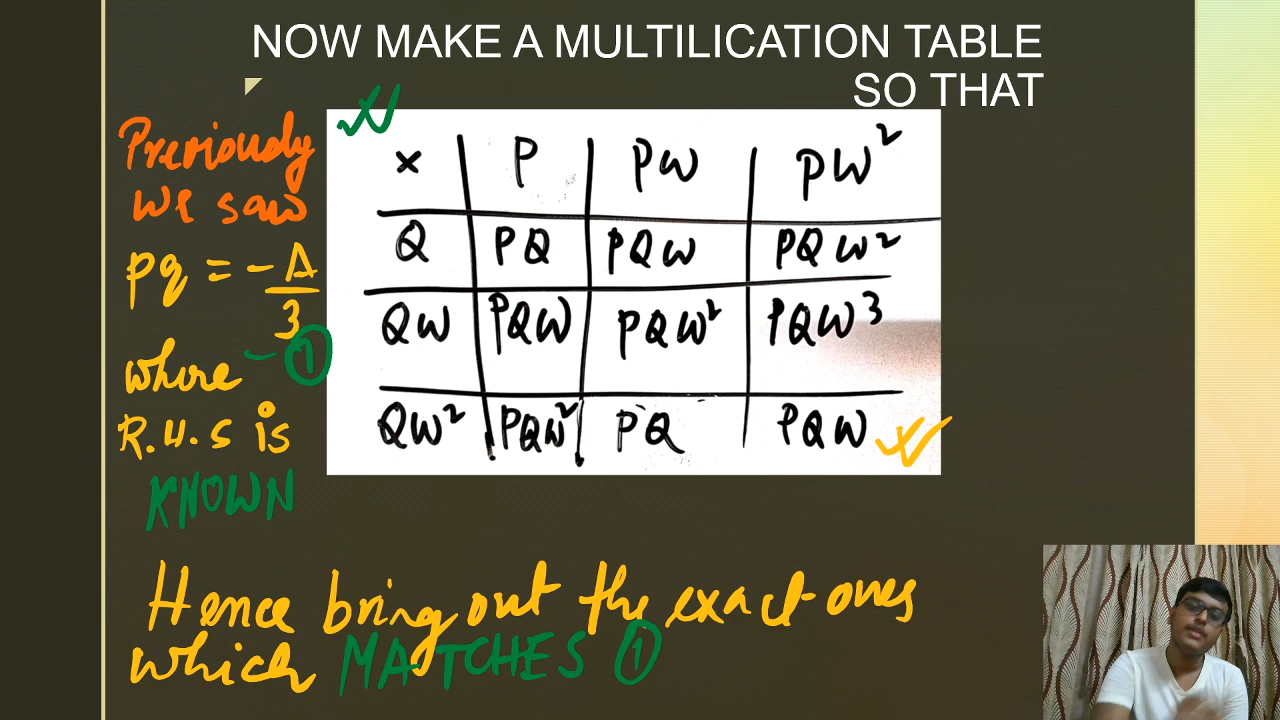 NOW MAKE A MULTILICATION TABLE
SO THAT
Previously
we saw
pq = -A/3
- ①
where
R.H.S is
KNOWN
× P PW PW²
Q PQ PQW PQW²
QW PQW PQW² PQW³
QW² PQW² PQ PQW
Hence bring out the exact ones
which MATCHES ①